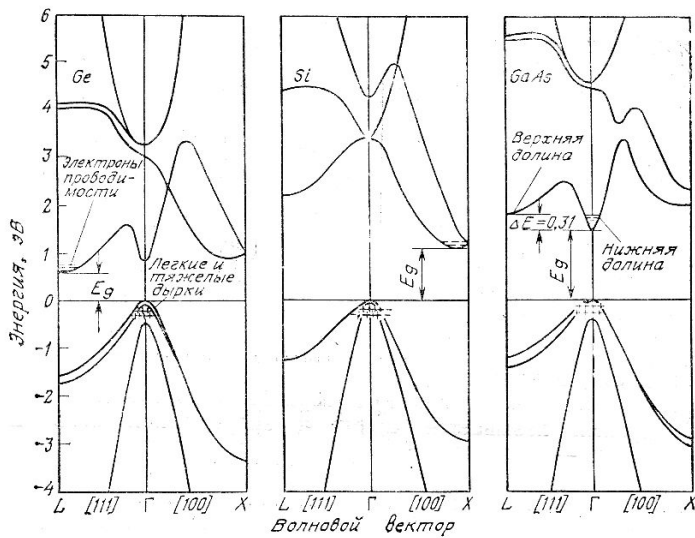 6
5
4
3
2
1
0
-1
-2
-3
-4
Энергия, эВ
Ge
Электроны
проводи-
мости
Eg
Легкие и
тяжелые
дырки
L [111] Γ [100] X
Si
Eg
L [111] Γ [100] X
GaAs
Верхняя
долина
ΔE=0,31
Нижняя
долина
Eg
L [111] Γ [100] X
Волновой вектор